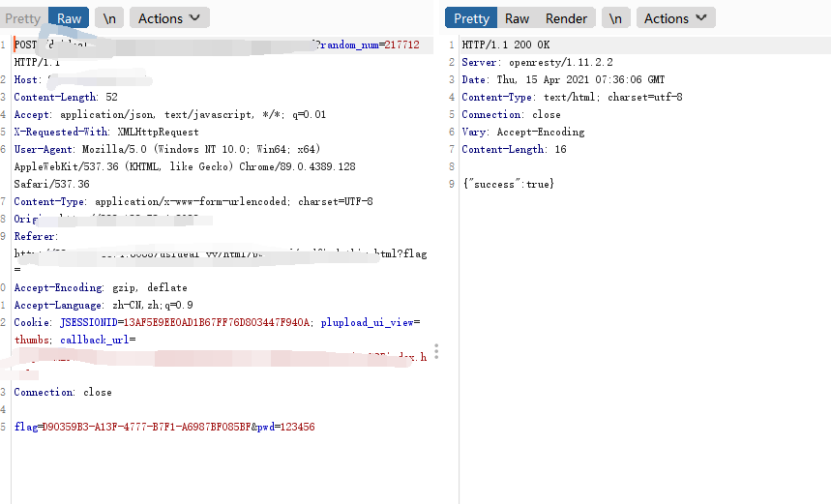 Pretty Raw \n Actions
1 POST ?random_num=217712
HTTP/1.1
2 Host:
3 Content-Length: 52
4 Accept: application/json, text/javascript, */*; q=0.01
5 X-Requested-With: XMLHttpRequest
6 User-Agent: Mozilla/5.0 (Windows NT 10.0; Win64; x64)
AppleWebKit/537.36 (KHTML, like Gecko) Chrome/89.0.4389.128
Safari/537.36
7 Content-Type: application/x-www-form-urlencoded; charset=UTF-8
8
9 Referer:
html?flag
=
0 Accept-Encoding: gzip, deflate
1 Accept-Language: zh-CN,zh;q=0.9
2 Cookie: JSESSIONID=13AF5E9EE0AD1B67FF76D803447F940A; plupload_ui_view=
thumbs; callback_url=
3 Connection: close
4
5 flag=D90359B3-A13F-4777-B7F1-A6987BF085BF&pwd=123456
Pretty Raw Render \n Actions
1 HTTP/1.1 200 OK
2 Server: openresty/1.11.2.2
3 Date: Thu, 15 Apr 2021 07:36:06 GMT
4 Content-Type: text/html; charset=utf-8
5 Connection: close
6 Vary: Accept-Encoding
7 Content-Length: 16
8
9 {"success":true}